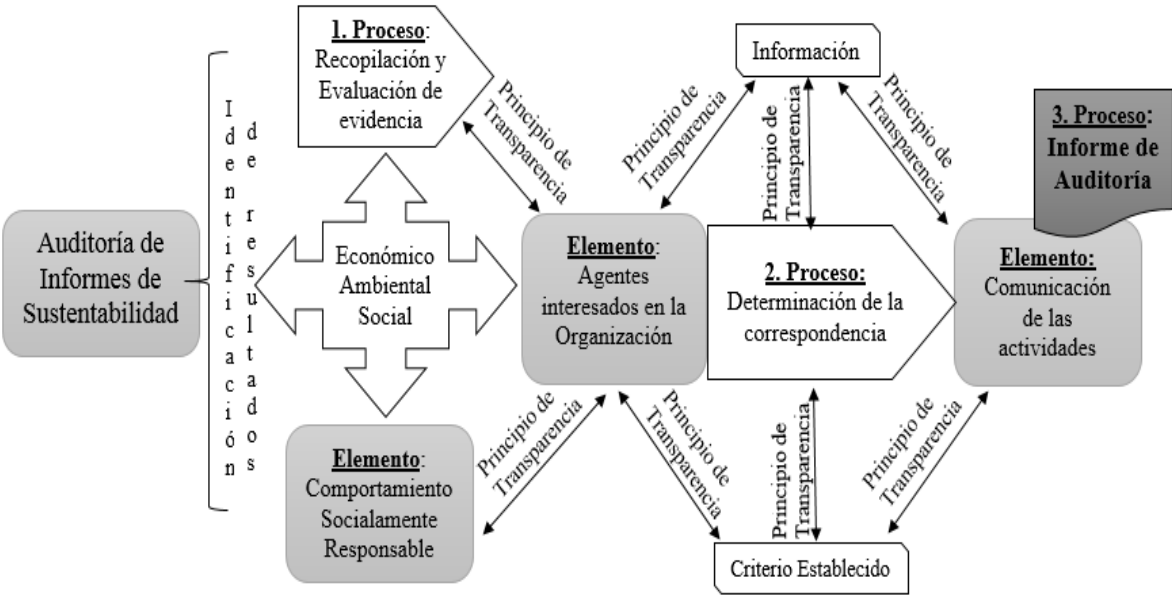 Auditoría de
Informes de
Sustentabilidad
Identificación
de resultados
1. Proceso:
Recopilación y
Evaluación de
evidencia
Económico
Ambiental
Social
Elemento:
Comportamiento
Socialmente
Responsable
Principio de
Transparencia
Principio de
Transparencia
Elemento:
Agentes
interesados en la
Organización
Principio de
Transparencia
Principio de
Transparencia
Información
Principio de
Transparencia
2. Proceso:
Determinación de la
correspondencia
Principio de
Transparencia
Criterio Establecido
Principio de
Transparencia
Principio de
Transparencia
3. Proceso:
Informe de
Auditoría
Elemento:
Comunicación
de las
actividades